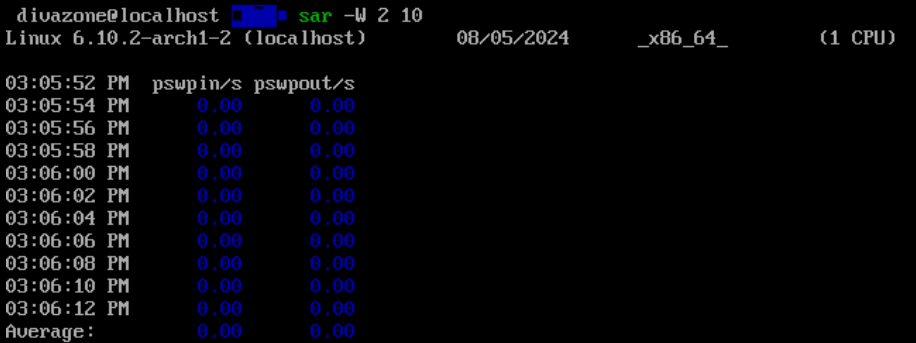 divazone@localhost ~ sar -W 2 10
Linux 6.10.2-arch1-2 (localhost) 08/05/2024 _x86_64_ (1 CPU)
03:05:52 PM pswpin/s pswpout/s
03:05:54 PM 0.00 0.00
03:05:56 PM 0.00 0.00
03:05:58 PM 0.00 0.00
03:06:00 PM 0.00 0.00
03:06:02 PM 0.00 0.00
03:06:04 PM 0.00 0.00
03:06:06 PM 0.00 0.00
03:06:08 PM 0.00 0.00
03:06:10 PM 0.00 0.00
03:06:12 PM 0.00 0.00
Average: 0.00 0.00